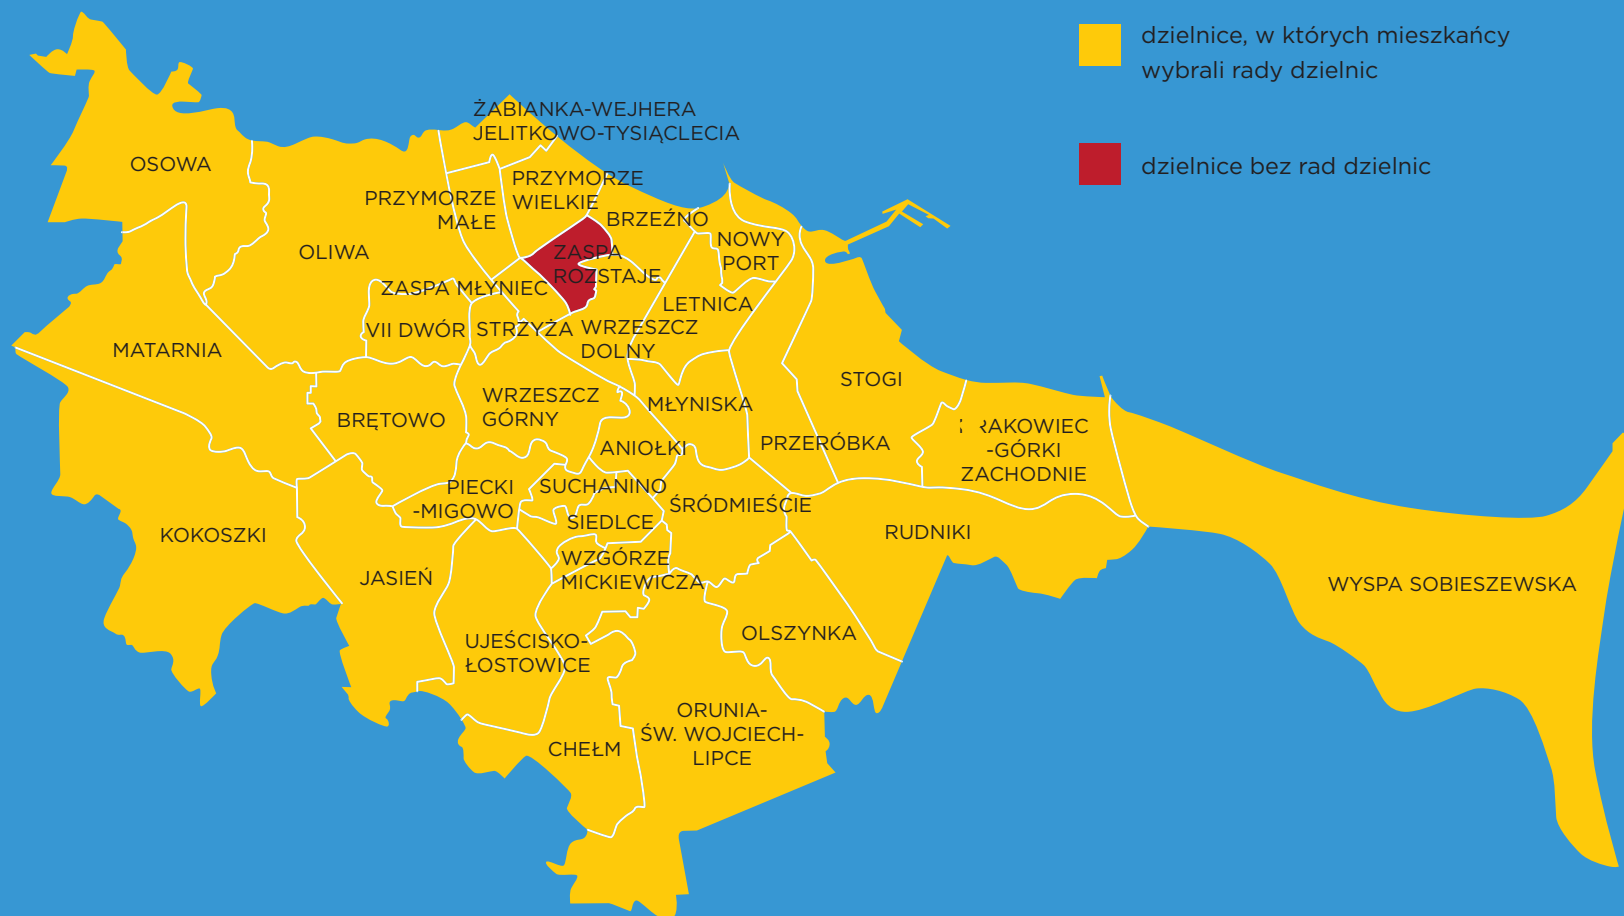 dzielnice, w których mieszkańcy
wybrali rady dzielnic
dzielnice bez rad dzielnic
ŻABIANKA-WEJHERA
JELITKOWO-TYSIĄCLECIA
OSOWA
PRZYMORZE
WIELKIE
PRZYMORZE
MAŁE
BRZEŹNO
NOWY
PORT
OLIWA
ZASPA
ROZSTAJE
ZASPA MŁYNIEC
LETNICA
VII DWÓR
STRZYŻA
WRZESZCZ
DOLNY
MATARNIA
STOGI
WRZESZCZ
GÓRNY
MŁYNISKA
BRĘTOWO
ANIOŁKI
PRZERÓBKA
RAKOWIEC
-GÓRKI
ZACHODNIE
PIECKI
-MIGOWO
SUCHANINO
ŚRÓDMIEŚCIE
SIEDLCE
RUDNIKI
KOKOSZKI
WZGÓRZE
MICKIEWICZA
JASIEŃ
WYSPA SOBIESZEWSKA
UJEŚCISKO-
ŁOSTOWICE
OLSZYNKA
ORUNIA-
ŚW. WOJCIECH-
LIPCE
CHEŁM